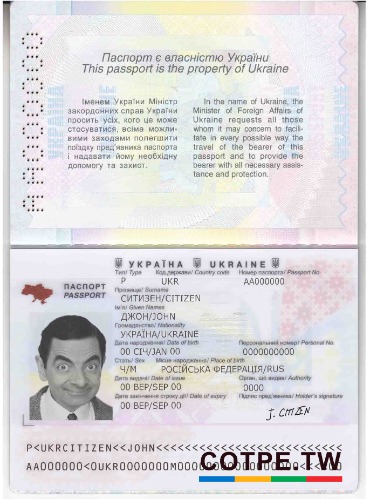 AA000000
Паспорт є власністю України
This passport is the property of Ukraine
Іменем України Міністр
закордонних справ України
просить усіх, кого це може
стосуватися, всіма можли-
вими заходами полегшити
поїздку пред'явника паспорта
і надавати йому необхідну
допомогу та захист.
In the name of Ukraine, the
Minister of Foreign Affairs of
Ukraine requests all those
whom it may concern to facili-
tate in every possible way the
travel of the bearer of this
passport and to provide the
bearer with all necessary assis-
tance and protection.
УКРАЇНА UKRAINE
ПАСПОРТ
PASSPORT
Тип/ Type Код держави/ Country code Номер паспорта/ Passport No.
P UKR AA000000
Прізвище/ Surname
СИТИЗЕН/CITIZEN
Ім'я/ Given Names
ДЖОН/JOHN
Громадянство/ Nationality
УКРАЇНА/UKRAINE
Дата народження/ Date of birth Персональний номер/ Personal No.
00 СІЧ/JAN 00 0000000000
Стать/ Sex Місце народження/ Place of birth
Ч/M РОСІЙСЬКА ФЕДЕРАЦІЯ/RUS
Дата видачі/ Date of issue Орган, що видав/ Authority
00 ВЕР/SEP 00 0000
Дата закінчення строку дії/ Date of expiry Підпис пред'явника/ Holder's signature
00 ВЕР/SEP 00
J. CITIZEN
P<UKRCITIZEN<<JOHN<<<<<<<<<<<<<<<<<<<<<<<<<<
COTPE.TW